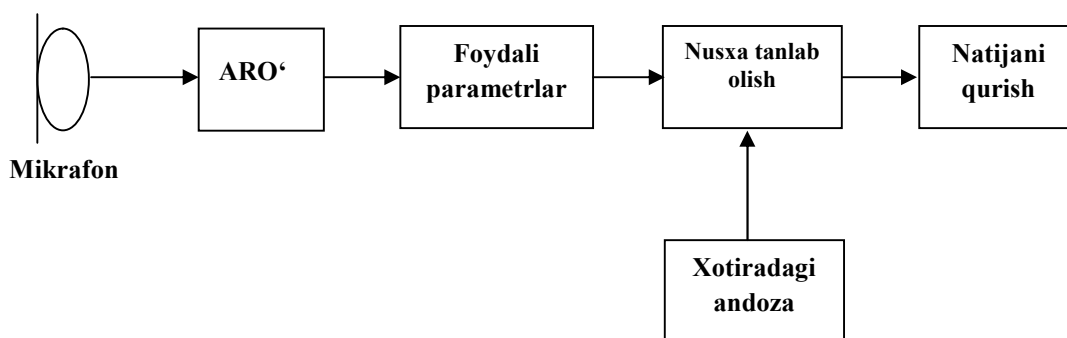 Mikrafon
ARO‘
Foydali
parametrlar
Nusxa tanlab
olish
Natijani
qurish
Xotiradagi
andoza